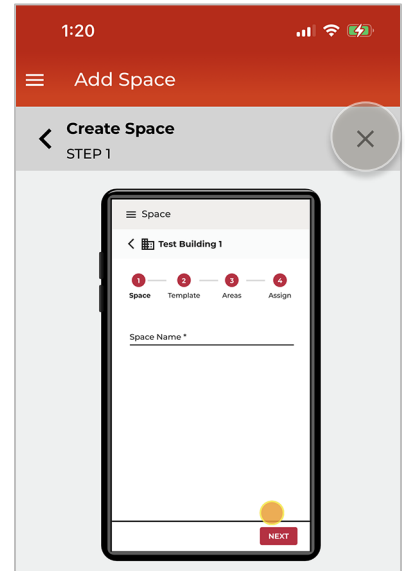 1:20
Add Space
Create Space
STEP 1
Space
Test Building 1
1 2 3 4
Space Template Areas Assign
Space Name *
NEXT